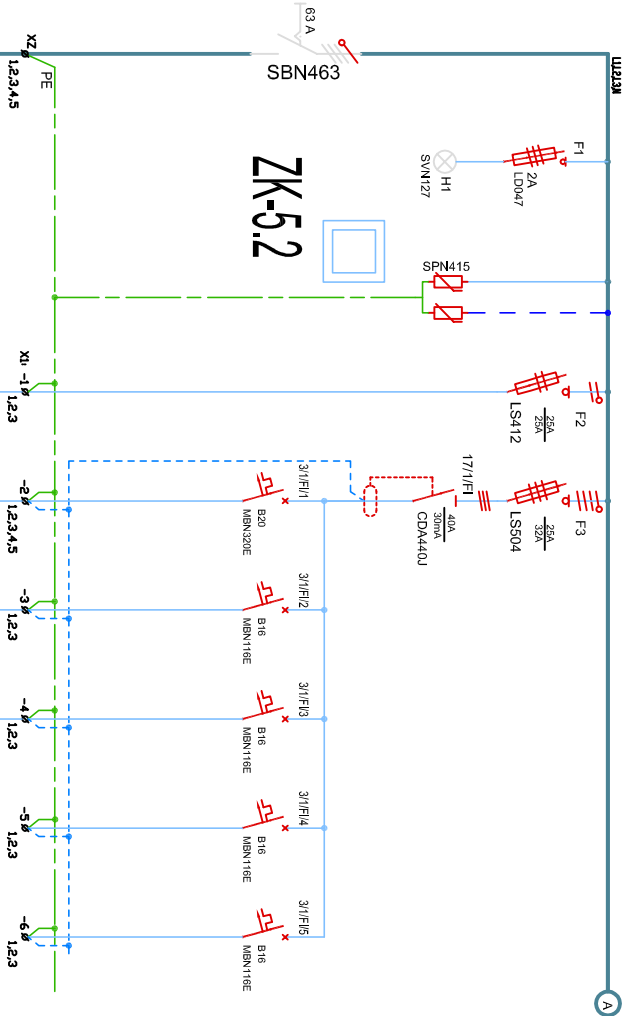 L1,L2,L3,N
63 A
SBN463
XZ
PE
1,2,3,4,5
F1
2A
LD047
H1
SVN127
ZK-5.2
SPN415
F2
25A
25A
LS412
X1: -1
1,2,3
F3
25A
32A
LS504
17/1/FI
40A
30mA
CDA440J
3/1/FI/1
B20
MBN320E
-2
1,2,3,4,5
3/1/FI/2
B16
MBN116E
-3
1,2,3
3/1/FI/3
B16
MBN116E
-4
1,2,3
3/1/FI/4
B16
MBN116E
-5
1,2,3
3/1/FI/5
B16
MBN116E
-6
1,2,3
A